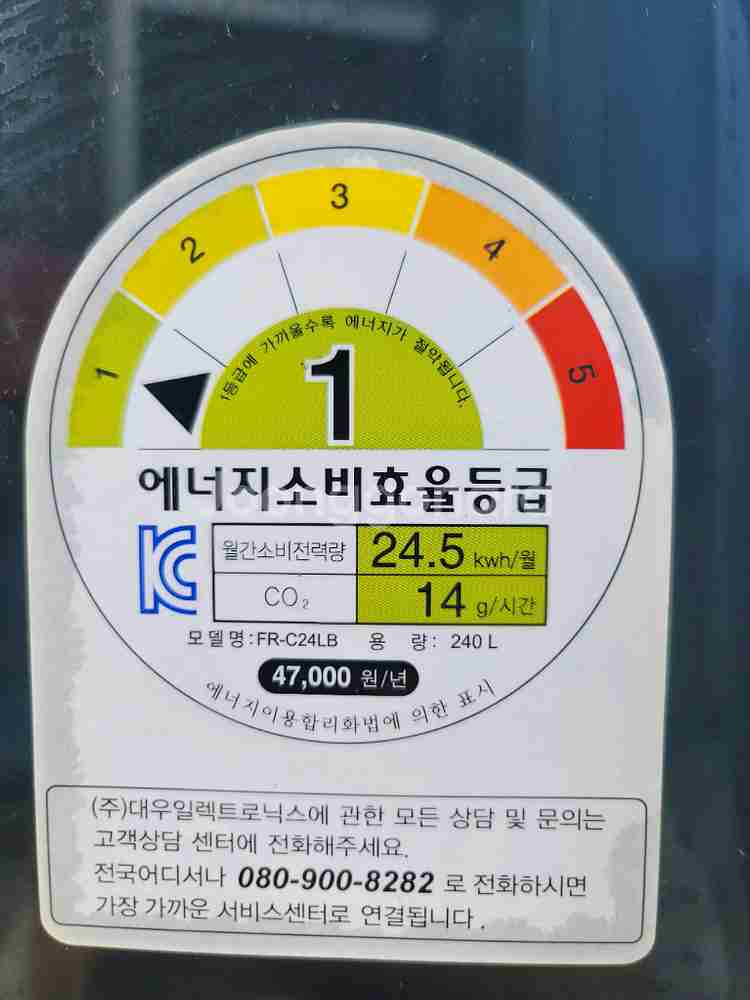 3
2
4
1
5
1등급에 가까울수록 에너지가 절약됩니다.
1
에너지소비효율등급
월간소비전력량 24.5 kwh/월
CO₂ 14 g/시간
모델명:FR-C24LB 용 량: 240 L
47,000 원/년
에너지이용합리화법에 의한 표시
(주)대우일렉트로닉스에 관한 모든 상담 및 문의는
고객상담 센터에 전화해주세요.
전국어디서나 080-900-8282 로 전화하시면
가장 가까운 서비스센터로 연결됩니다.